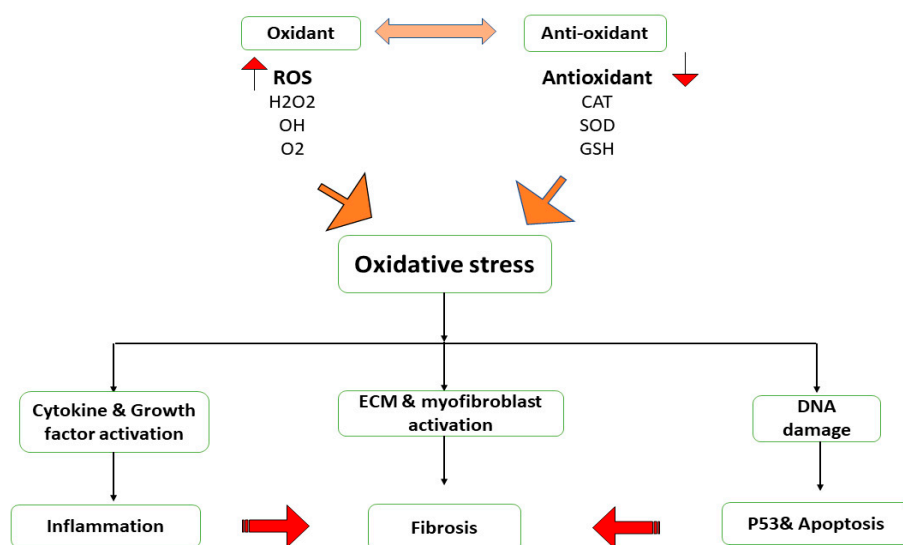 Oxidant
Anti-oxidant
ROS
H2O2
OH
O2
Antioxidant
CAT
SOD
GSH
Oxidative stress
Cytokine & Growth
factor activation
ECM & myofibroblast
activation
DNA
damage
Inflammation
Fibrosis
P53& Apoptosis